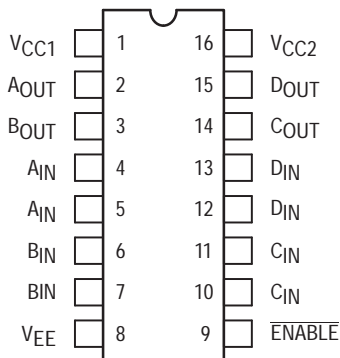 VCC1 1 16 VCC2
AOUT 2 15 DOUT
BOUT 3 14 COUT
AIN 4 13 DIN
AIN 5 12 DIN
BIN 6 11 CIN
BIN 7 10 CIN
VEE 8 9 ENABLE